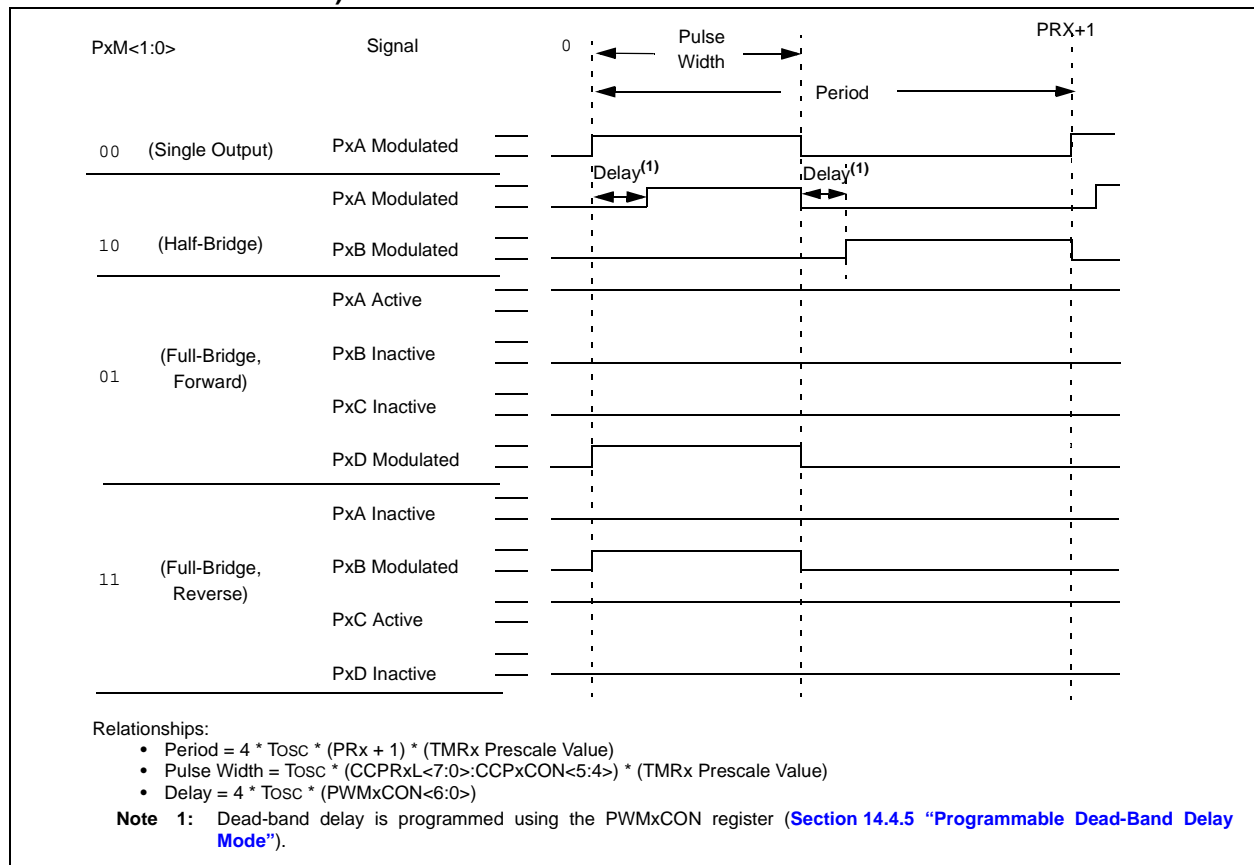 )
PxM<1:0>
Signal
0
Pulse
Width
PRX+1
Period
00 (Single Output) PxA Modulated
Delay(1)
Delay(1)
PxA Modulated
10 (Half-Bridge) PxB Modulated
PxA Active
PxB Inactive
01 (Full-Bridge,
Forward)
PxC Inactive
PxD Modulated
PxA Inactive
PxB Modulated
11 (Full-Bridge,
Reverse)
PxC Active
PxD Inactive
Relationships:
• Period = 4 * TOSC * (PRx + 1) * (TMRx Prescale Value)
• Pulse Width = TOSC * (CCPRxL<7:0>:CCPxCON<5:4>) * (TMRx Prescale Value)
• Delay = 4 * TOSC * (PWMxCON<6:0>)
Note 1: Dead-band delay is programmed using the PWMxCON register (Section 14.4.5 “Programmable Dead-Band Delay
Mode”).